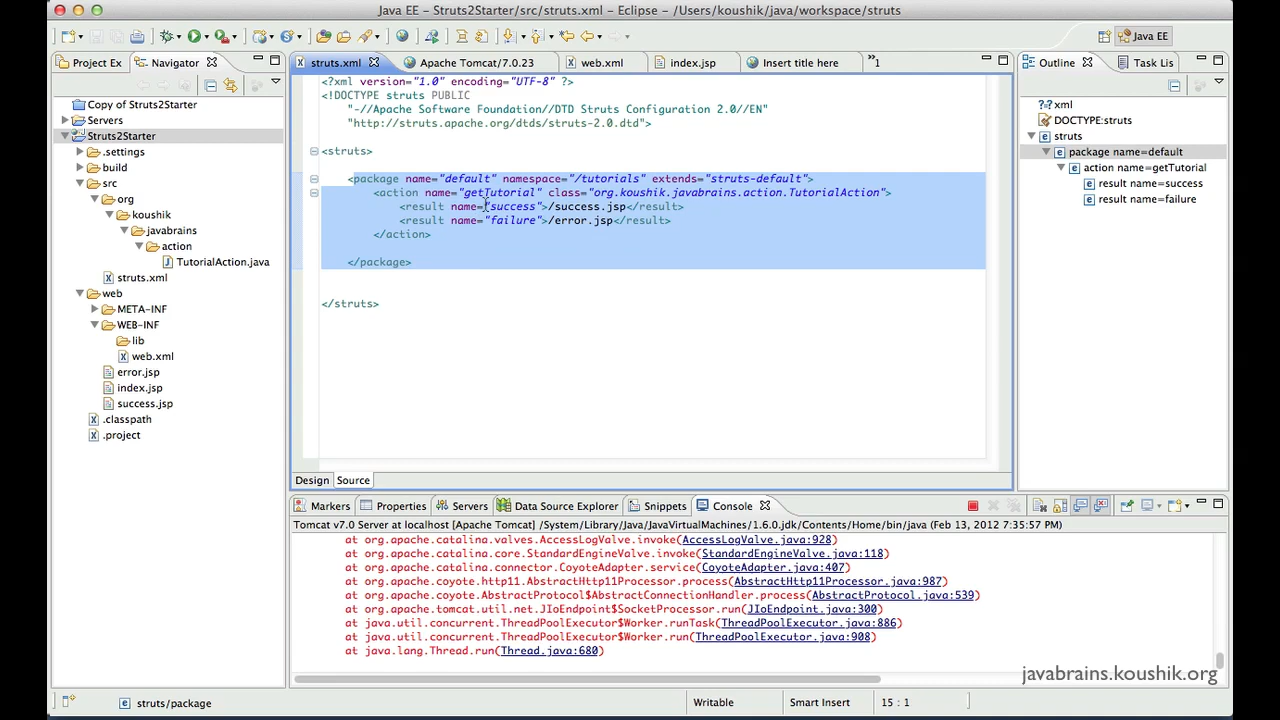 Java EE – Struts2Starter/src/struts.xml – Eclipse – /Users/koushik/java/workspace/struts
Java EE
Project Ex
Navigator
struts.xml
Apache Tomcat/7.0.23
web.xml
index.jsp
Insert title here
»1
Outline
Task Lis
Copy of Struts2Starter
Servers
Struts2Starter
.settings
build
src
org
koushik
javabrains
action
TutorialAction.java
struts.xml
web
META-INF
WEB-INF
lib
web.xml
error.jsp
index.jsp
success.jsp
.classpath
.project
<?xml version="1.0" encoding="UTF-8" ?>
<!DOCTYPE struts PUBLIC
"-//Apache Software Foundation//DTD Struts Configuration 2.0//EN"
"http://struts.apache.org/dtds/struts-2.0.dtd">
<struts>
<package name="default" namespace="/tutorials" extends="struts-default">
<action name="getTutorial" class="org.koushik.javabrains.action.TutorialAction">
<result name="success">/success.jsp</result>
<result name="failure">/error.jsp</result>
</action>
</package>
</struts>
Design
Source
xml
DOCTYPE:struts
struts
package name=default
action name=getTutorial
result name=success
result name=failure
Markers
Properties
Servers
Data Source Explorer
Snippets
Console
Tomcat v7.0 Server at localhost [Apache Tomcat] /System/Library/Java/JavaVirtualMachines/1.6.0.jdk/Contents/Home/bin/java (Feb 13, 2012 7:35:57 PM)
at org.apache.catalina.valves.AccessLogValve.invoke(AccessLogValve.java:928)
at org.apache.catalina.core.StandardEngineValve.invoke(StandardEngineValve.java:118)
at org.apache.catalina.connector.CoyoteAdapter.service(CoyoteAdapter.java:407)
at org.apache.coyote.http11.AbstractHttp11Processor.process(AbstractHttp11Processor.java:987)
at org.apache.coyote.AbstractProtocol$AbstractConnectionHandler.process(AbstractProtocol.java:539)
at org.apache.tomcat.util.net.JIoEndpoint$SocketProcessor.run(JIoEndpoint.java:300)
at java.util.concurrent.ThreadPoolExecutor$Worker.runTask(ThreadPoolExecutor.java:886)
at java.util.concurrent.ThreadPoolExecutor$Worker.run(ThreadPoolExecutor.java:908)
at java.lang.Thread.run(Thread.java:680)
javabrains.koushik.org
struts/package
Writable
Smart Insert
15 : 1